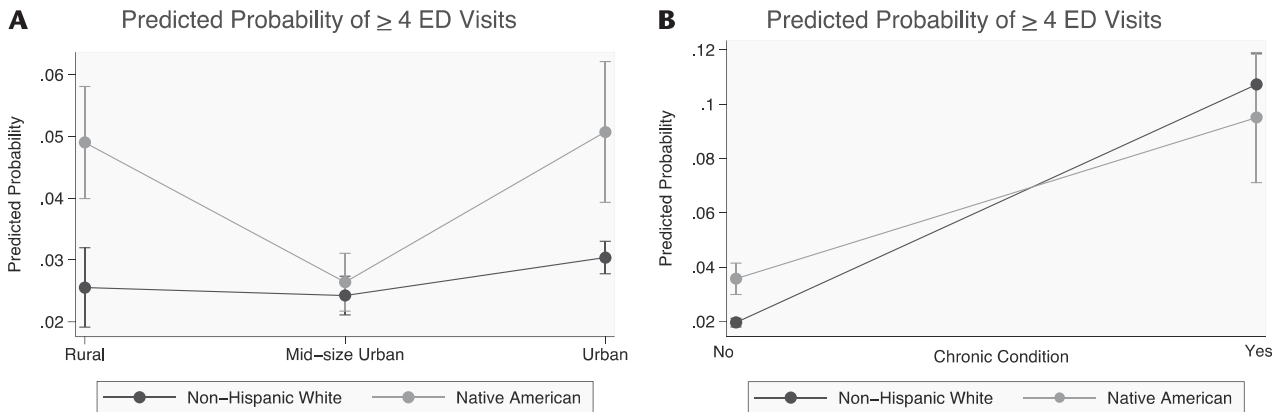 A
Predicted Probability of ≥ 4 ED Visits
Predicted Probability
.06
.05
.04
.03
.02
Rural
Mid-size Urban
Urban
Non-Hispanic White
Native American
B
Predicted Probability of ≥ 4 ED Visits
Predicted Probability
.12
.1
.08
.06
.04
.02
No
Chronic Condition
Yes
Non-Hispanic White
Native American